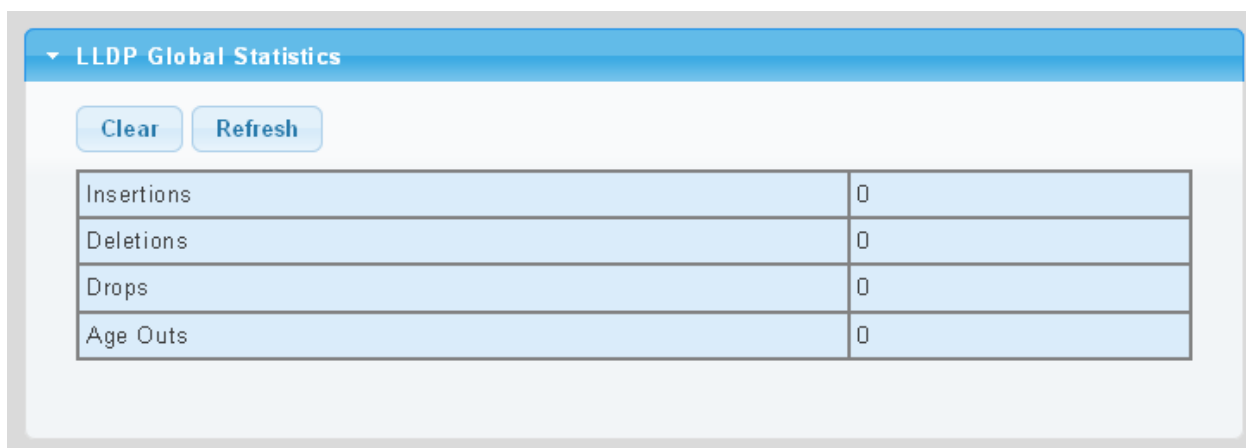 LLDP Global Statistics
Clear Refresh
Insertions 0
Deletions 0
Drops 0
Age Outs 0